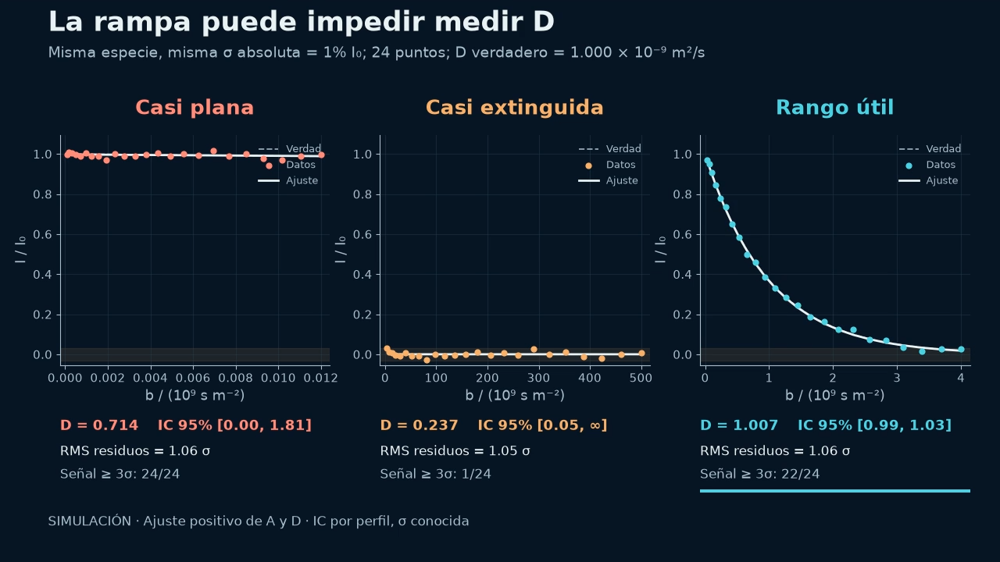 La rampa puede impedir medir D
Misma especie, misma σ absoluta = 1% I₀; 24 puntos; D verdadero = 1.000 × 10⁻⁹ m²/s
Casi plana
I / I₀
1.0
0.8
0.6
0.4
0.2
0.0
Verdad
Datos
Ajuste
0.000 0.002 0.004 0.006 0.008 0.010 0.012
b / (10⁹ s m⁻²)
D = 0.714 IC 95% [0.00, 1.81]
RMS residuos = 1.06 σ
Señal ≥ 3σ: 24/24
Casi extinguida
I / I₀
1.0
0.8
0.6
0.4
0.2
0.0
Verdad
Datos
Ajuste
0 100 200 300 400 500
b / (10⁹ s m⁻²)
D = 0.237 IC 95% [0.05, ∞]
RMS residuos = 1.05 σ
Señal ≥ 3σ: 1/24
Rango útil
I / I₀
1.0
0.8
0.6
0.4
0.2
0.0
Verdad
Datos
Ajuste
0 1 2 3 4
b / (10⁹ s m⁻²)
D = 1.007 IC 95% [0.99, 1.03]
RMS residuos = 1.06 σ
Señal ≥ 3σ: 22/24
SIMULACIÓN · Ajuste positivo de A y D · IC por perfil, σ conocida